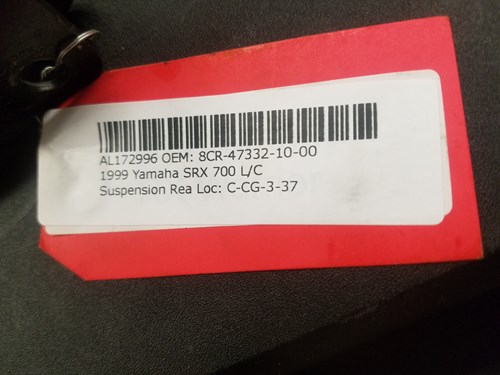 AL172996 OEM: 8CR-47332-10-00
1999 Yamaha SRX 700 L/C
Suspension Rea Loc: C-CG-3-37